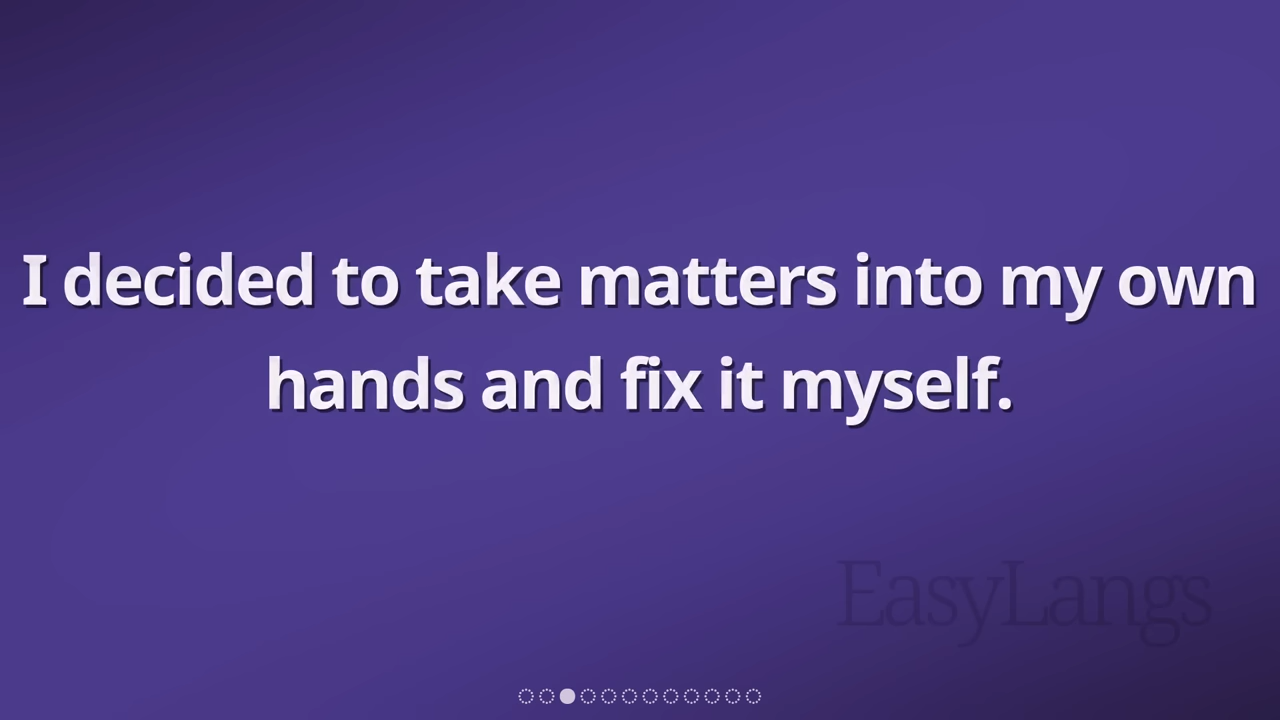 I decided to take matters into my own
hands and fix it myself.
EasyLangs